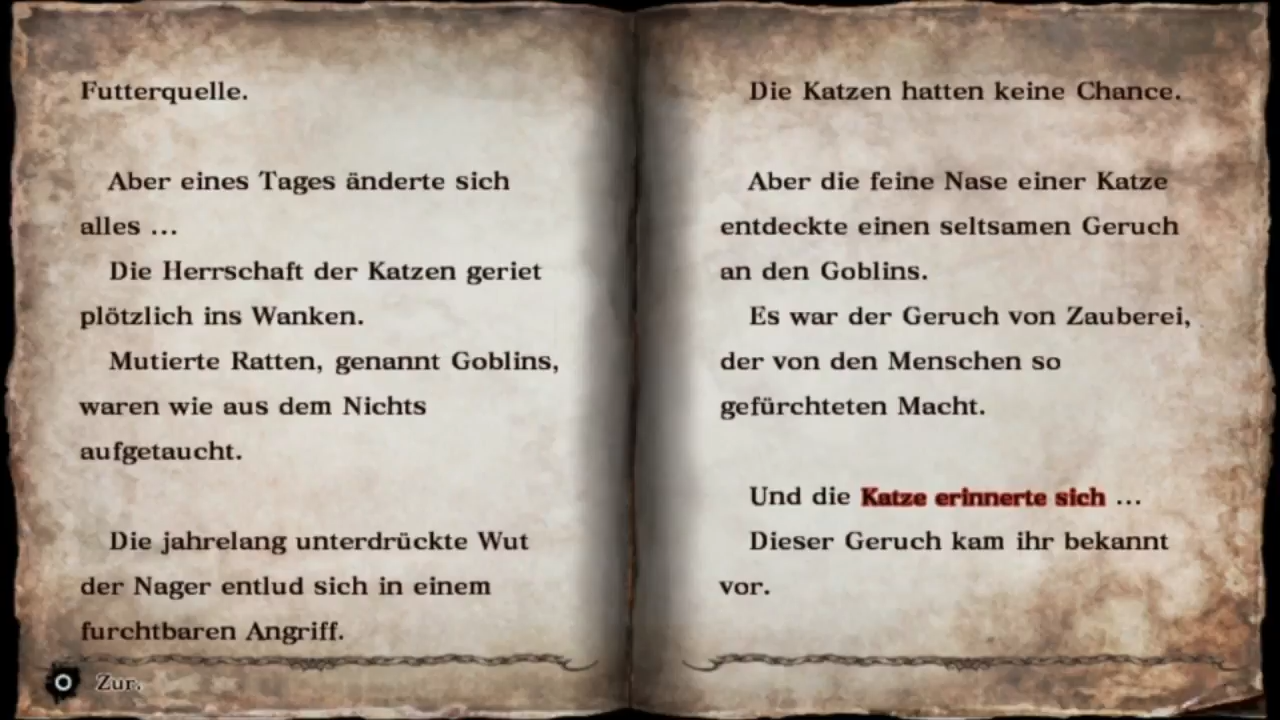 Futterquelle.
Aber eines Tages änderte sich
alles ...
Die Herrschaft der Katzen geriet
plötzlich ins Wanken.
Mutierte Ratten, genannt Goblins,
waren wie aus dem Nichts
aufgetaucht.
Die jahrelang unterdrückte Wut
der Nager entlud sich in einem
furchtbaren Angriff.
Die Katzen hatten keine Chance.
Aber die feine Nase einer Katze
entdeckte einen seltsamen Geruch
an den Goblins.
Es war der Geruch von Zauberei,
der von den Menschen so
gefürchteten Macht.
Und die Katze erinnerte sich ...
Dieser Geruch kam ihr bekannt
vor.
Zur.